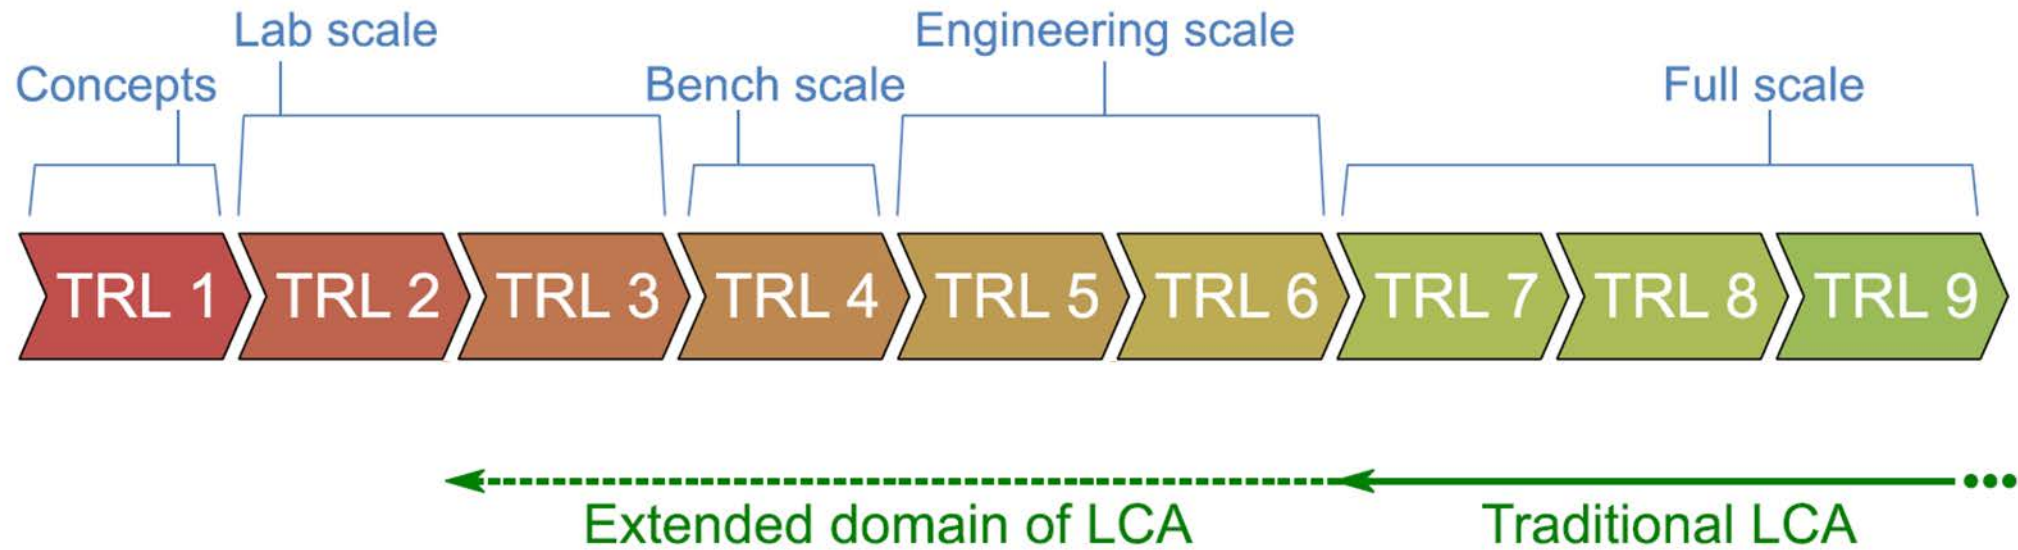 Lab scale
Engineering scale
Concepts
Bench scale
Full scale
TRL 1
TRL 2
TRL 3
TRL 4
TRL 5
TRL 6
TRL 7
TRL 8
TRL 9
Extended domain of LCA
Traditional LCA